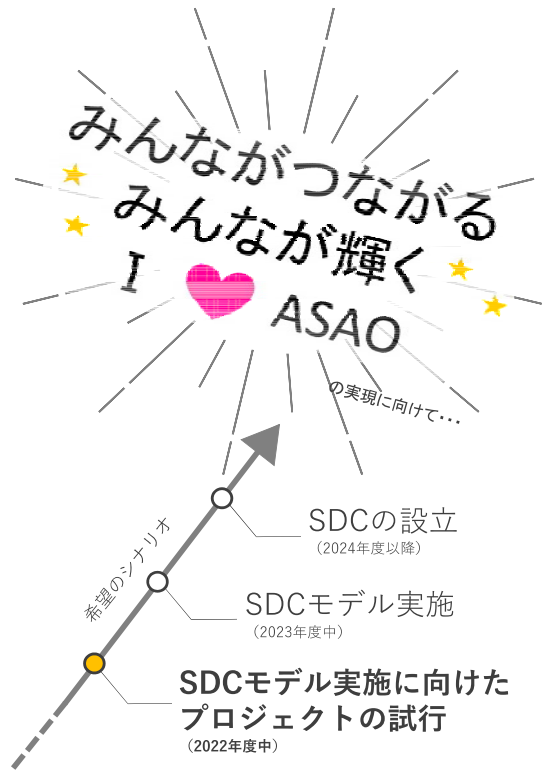 みんながつながる
みんなが輝く
I ASAO
の実現に向けて・・・
SDCの設立
（2024年度以降）
希望のシナリオ
SDCモデル実施
（2023年度中）
SDCモデル実施に向けた
プロジェクトの試行
（2022年度中）